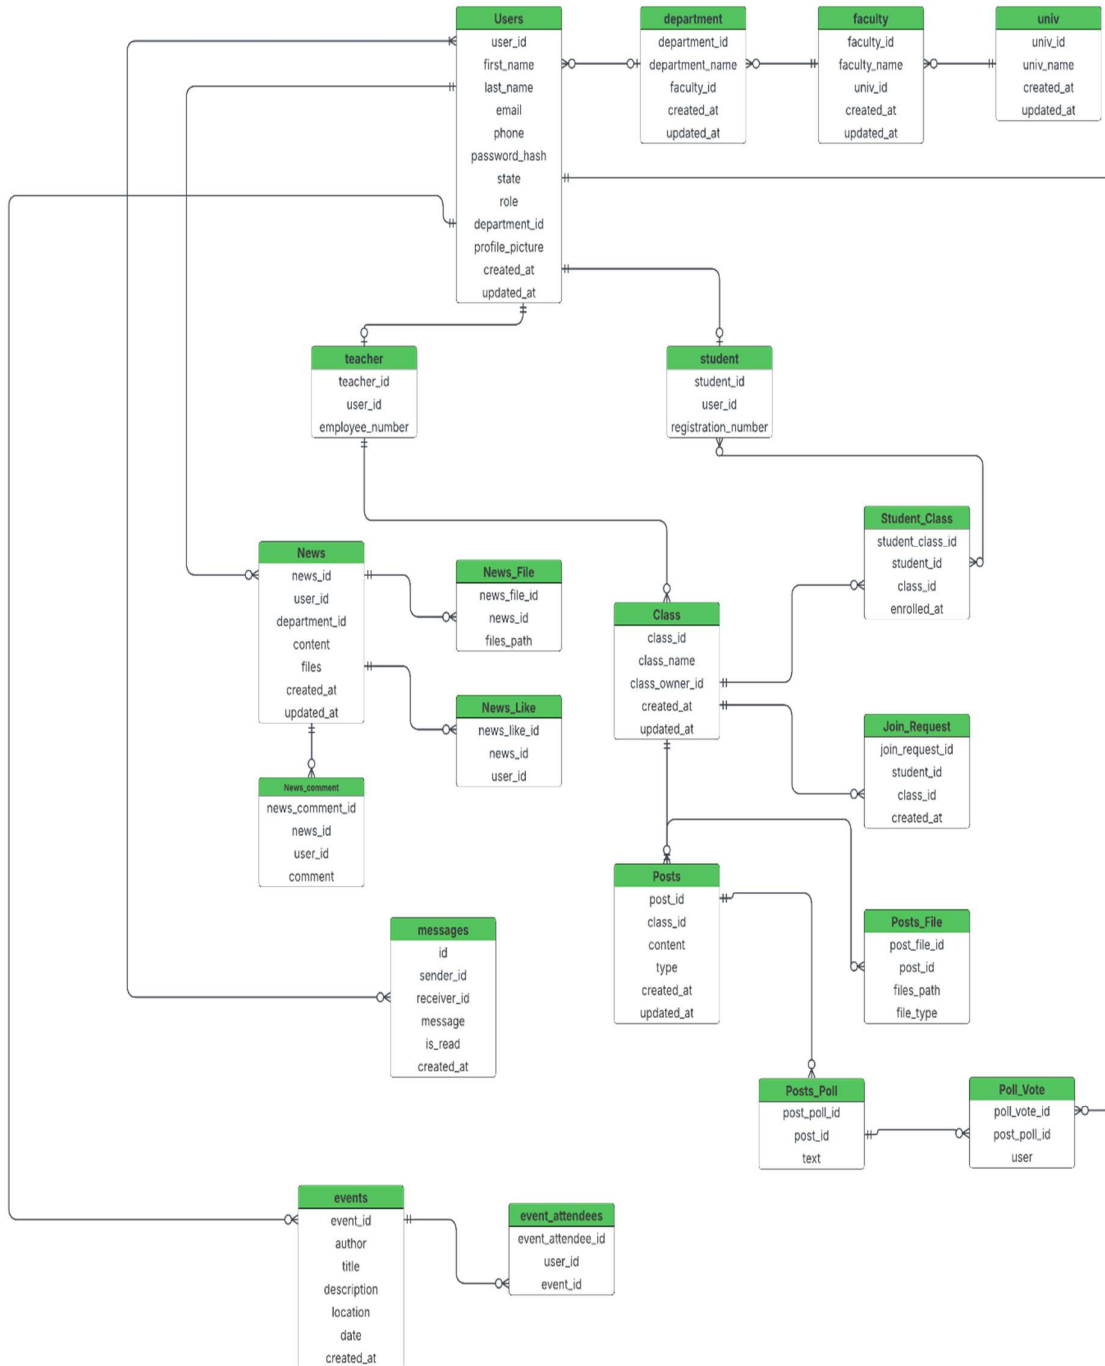 Users
user_id
first_name
last_name
email
phone
password_hash
state
role
department_id
profile_picture
created_at
updated_at
department
department_id
department_name
faculty_id
created_at
updated_at
faculty
faculty_id
faculty_name
univ_id
created_at
updated_at
univ
univ_id
univ_name
created_at
updated_at
teacher
teacher_id
user_id
employee_number
student
student_id
user_id
registration_number
Student_Class
student_class_id
student_id
class_id
enrolled_at
News
news_id
user_id
department_id
content
files
created_at
updated_at
News_File
news_file_id
news_id
files_path
Class
class_id
class_name
class_owner_id
created_at
updated_at
News_Like
news_like_id
news_id
user_id
Join_Request
join_request_id
student_id
class_id
created_at
News_comment
news_comment_id
news_id
user_id
comment
Posts
post_id
class_id
content
type
created_at
updated_at
Posts_File
post_file_id
post_id
files_path
file_type
messages
id
sender_id
receiver_id
message
is_read
created_at
Posts_Poll
post_poll_id
post_id
text
Poll_Vote
poll_vote_id
post_poll_id
user
events
event_id
author
title
description
location
date
created_at
event_attendees
event_attendee_id
user_id
event_id